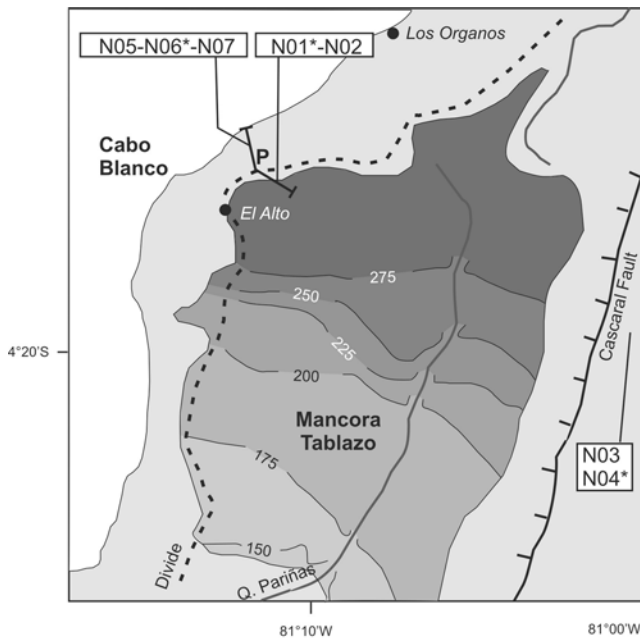 Los Organos
N05-N06*-N07
N01*-N02
Cabo
Blanco
P
El Alto
275
250
225
200
Cascaral Fault
4°20'S
Mancora
Tablazo
175
N03
N04*
150
Divide
Q. Pariñas
81°10'W
81°00'W